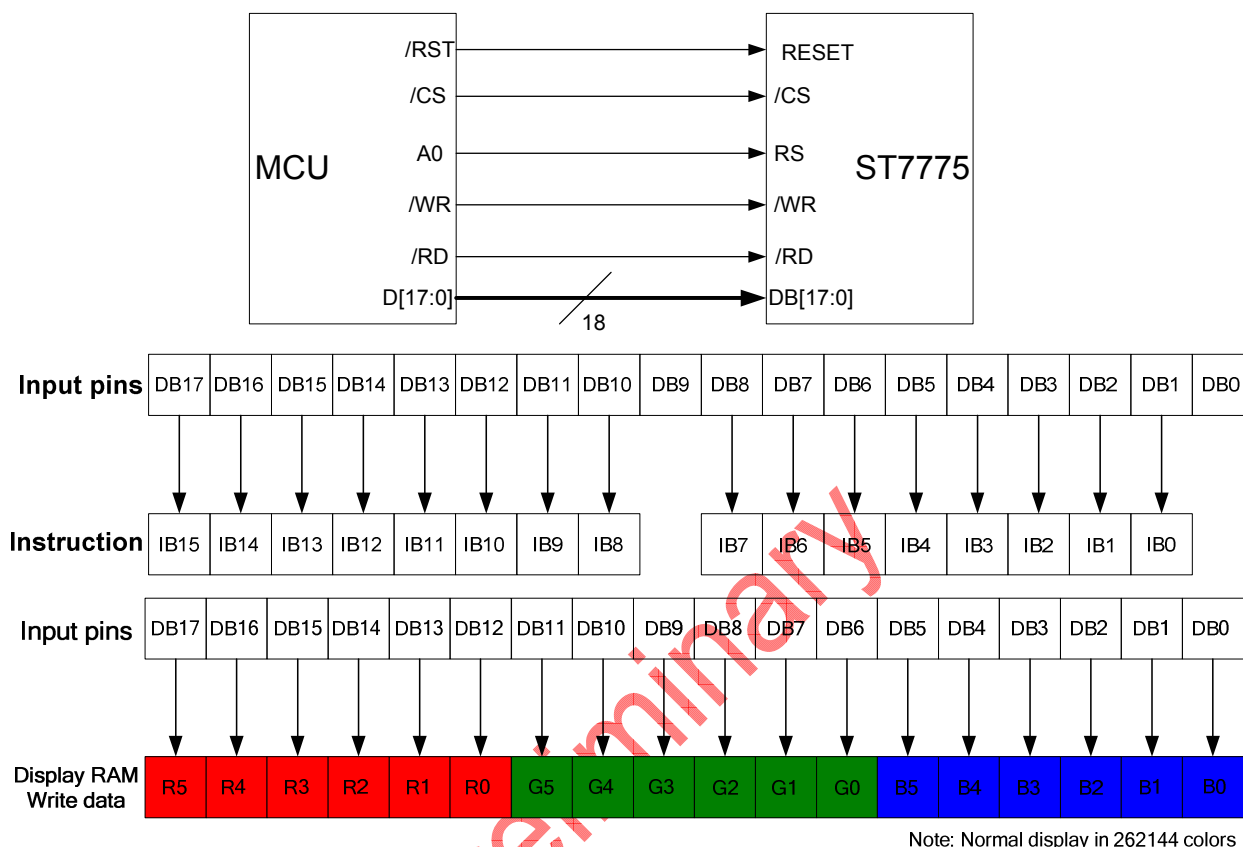 /RST RESET
/CS /CS
MCU A0 RS ST7775
/WR /WR
/RD /RD
D[17:0] DB[17:0]
18
Input pins DB17 DB16 DB15 DB14 DB13 DB12 DB11 DB10 DB9 DB8 DB7 DB6 DB5 DB4 DB3 DB2 DB1 DB0
Instruction IB15 IB14 IB13 IB12 IB11 IB10 IB9 IB8 IB7 IB6 IB5 IB4 IB3 IB2 IB1 IB0
Input pins DB17 DB16 DB15 DB14 DB13 DB12 DB11 DB10 DB9 DB8 DB7 DB6 DB5 DB4 DB3 DB2 DB1 DB0
Display RAM
Write data R5 R4 R3 R2 R1 R0 G5 G4 G3 G2 G1 G0 B5 B4 B3 B2 B1 B0
Note: Normal display in 262144 colors
eliminary